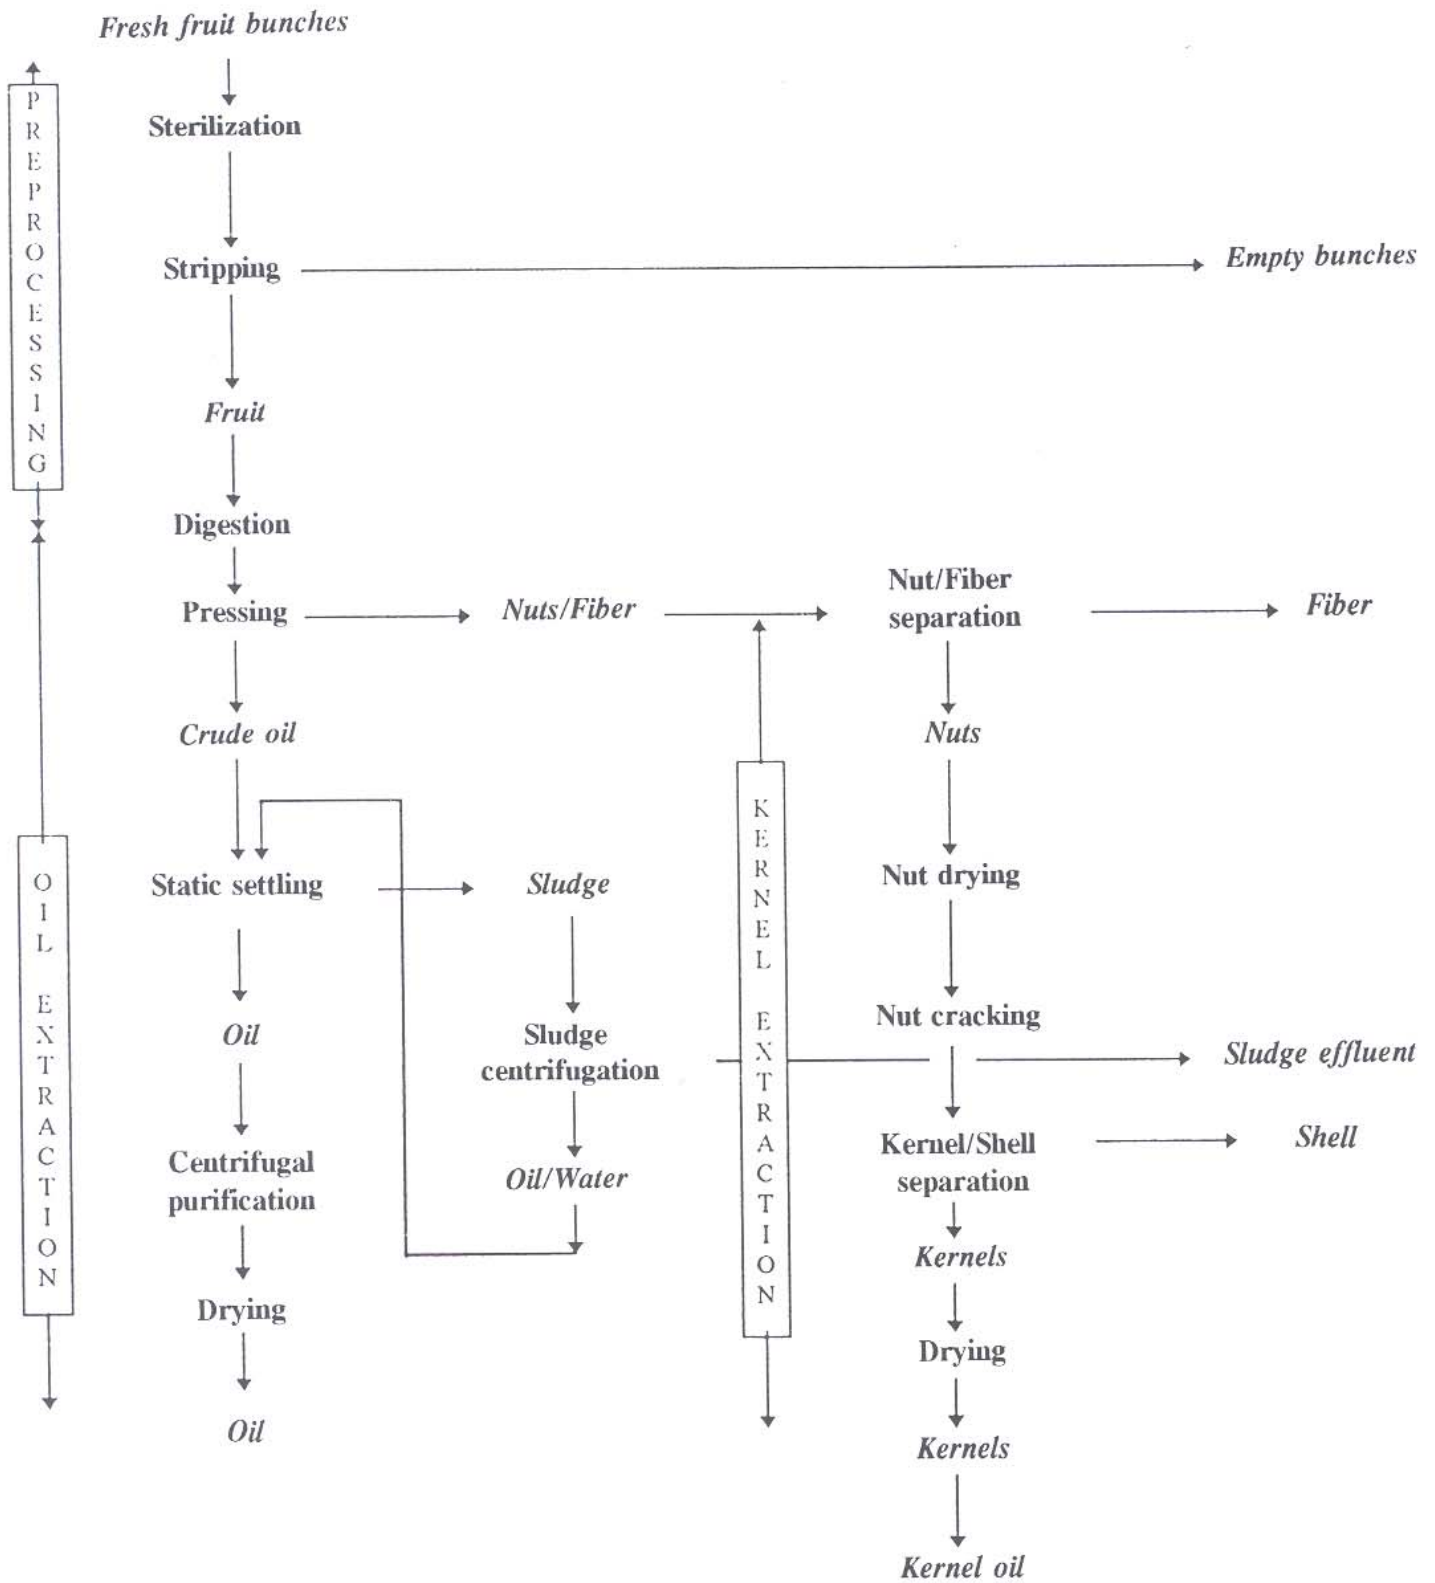 Fresh fruit bunches
PREPROCESSING
Sterilization
Stripping
Empty bunches
Fruit
Digestion
Pressing
Nuts/Fiber
Nut/Fiber
separation
Fiber
Crude oil
Nuts
OIL EXTRACTION
KERNEL EXTRACTION
Static settling
Sludge
Nut drying
Oil
Sludge
centrifugation
Nut cracking
Sludge effluent
Centrifugal
purification
Oil/Water
Kernel/Shell
separation
Shell
Kernels
Drying
Drying
Oil
Kernels
Kernel oil